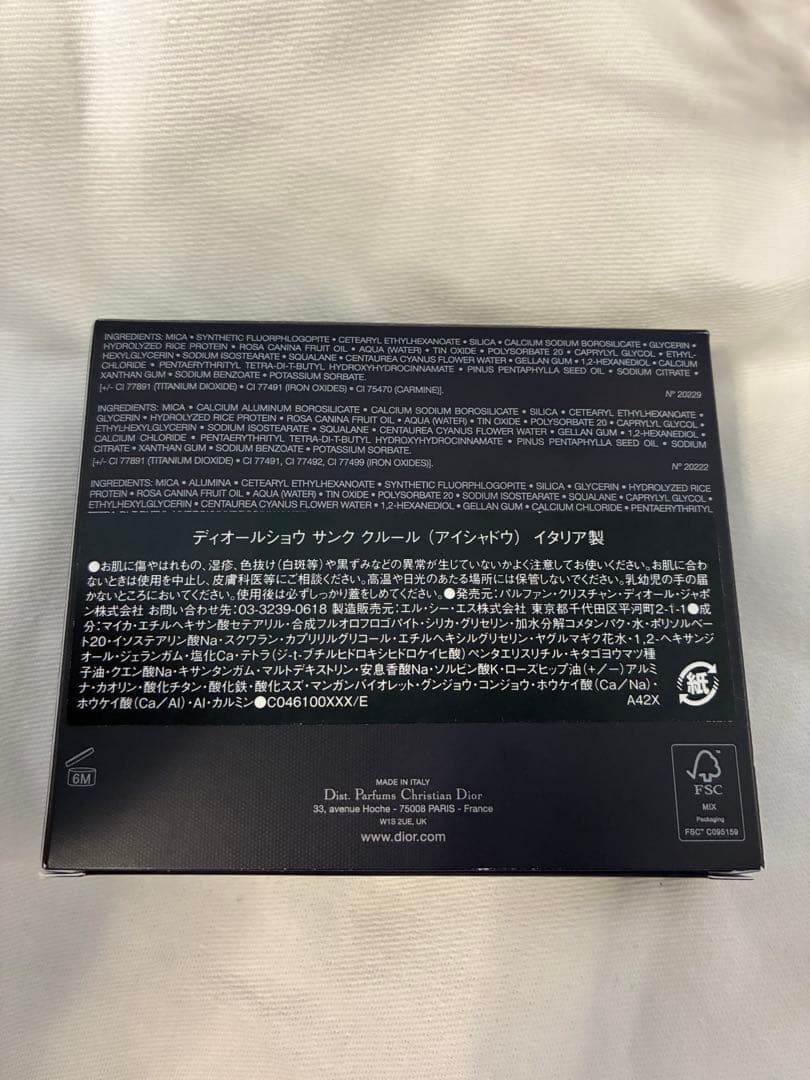 INGREDIENTS: MICA • SYNTHETIC FLUORPHLOGOPITE • CETEARYL ETHYLHEXANOATE • SILICA • CALCIUM SODIUM BOROSILICATE • GLYCERIN •
HYDROLYZED RICE PROTEIN • ROSA CANINA FRUIT OIL • AQUA (WATER) • TIN OXIDE • POLYSORBATE 20 • CAPRYLYL GLYCOL • ETHYL-
HEXYLGLYCERIN • SODIUM ISOSTEARATE • SQUALANE • CENTAUREA CYANUS FLOWER WATER • GELLAN GUM • 1,2-HEXANEDIOL • CALCIUM
CHLORIDE • PENTAERYTHRITYL TETRA-DI-T-BUTYL HYDROXYHYDROCINNAMATE • PINUS PENTAPHYLLA SEED OIL • SODIUM CITRATE •
XANTHAN GUM • SODIUM BENZOATE • POTASSIUM SORBATE.
[+/- CI 77891 (TITANIUM DIOXIDE) • CI 77491 (IRON OXIDES) • CI 75470 (CARMINE)].
N° 20229
INGREDIENTS: MICA • CALCIUM ALUMINUM BOROSILICATE • CALCIUM SODIUM BOROSILICATE • SILICA • CETEARYL ETHYLHEXANOATE •
GLYCERIN • HYDROLYZED RICE PROTEIN • ROSA CANINA FRUIT OIL • AQUA (WATER) • TIN OXIDE • POLYSORBATE 20 • CAPRYLYL GLYCOL •
ETHYLHEXYLGLYCERIN • SODIUM ISOSTEARATE • SQUALANE • CENTAUREA CYANUS FLOWER WATER • GELLAN GUM • 1,2-HEXANEDIOL •
CALCIUM CHLORIDE • PENTAERYTHRITYL TETRA-DI-T-BUTYL HYDROXYHYDROCINNAMATE • PINUS PENTAPHYLLA SEED OIL • SODIUM
CITRATE • XANTHAN GUM • SODIUM BENZOATE • POTASSIUM SORBATE.
[+/- CI 77891 (TITANIUM DIOXIDE) • CI 77491, CI 77492, CI 77499 (IRON OXIDES)].
N° 20222
INGREDIENTS: MICA • ALUMINA • CETEARYL ETHYLHEXANOATE • SYNTHETIC FLUORPHLOGOPITE • SILICA • GLYCERIN • HYDROLYZED RICE
PROTEIN • ROSA CANINA FRUIT OIL • AQUA (WATER) • TIN OXIDE • POLYSORBATE 20 • SODIUM ISOSTEARATE • SQUALANE • CAPRYLYL GLYCOL •
ETHYLHEXYLGLYCERIN • CENTAUREA CYANUS FLOWER WATER • 1,2-HEXANEDIOL • GELLAN GUM • CALCIUM CHLORIDE • PENTAERYTHRITYL
ディオールショウ サンク クルール（アイシャドウ） イタリア製
●お肌に傷やはれもの、湿疹、色抜け(白斑等)や黒ずみなどの異常が生じていないかよく注意してお使いください。お肌に合わ
ないときは使用を中止し、皮膚科医等にご相談ください。高温や日光のあたる場所には保管しないでください。乳幼児の手の届
かないところにおいてください。使用後は必ずしっかり蓋をしめてください。●発売元：パルファン・クリスチャン・ディオール・ジャポ
ン株式会社 お問い合わせ先：03-3239-0618 製造販売元：エル・シー・エス株式会社 東京都千代田区平河町2-1-1●成
分：マイカ・エチルヘキサン酸セテアリル・合成フルオロフロゴパイト・シリカ・グリセリン・加水分解コメタンパク・水・ポリソルベ
ート20・イソステアリン酸Na・スクワラン・カプリリルグリコール・エチルヘキシルグリセリン・ヤグルマギク花水・1,2-ヘキサンジ
オール・ジェランガム・塩化Ca・テトラ(ジ-t-ブチルヒドロキシヒドロケイヒ酸)ペンタエリスリチル・キタゴヨウマツ種
子油・クエン酸Na・キサンタンガム・マルトデキストリン・安息香酸Na・ソルビン酸K・ローズヒップ油(+/−)アルミ
ナ・カオリン・酸化チタン・酸化鉄・酸化スズ・マンガンバイオレット・グンジョウ・コンジョウ・ホウケイ酸(Ca/Na)・
ホウケイ酸(Ca/Al)・Al・カルミン●C046100XXX/E
A42X
紙
6M
MADE IN ITALY
Dist. Parfums Christian Dior
33, avenue Hoche - 75008 PARIS - France
W1S 2UE, UK
www.dior.com
FSC
MIX
Packaging
FSC™ C095159